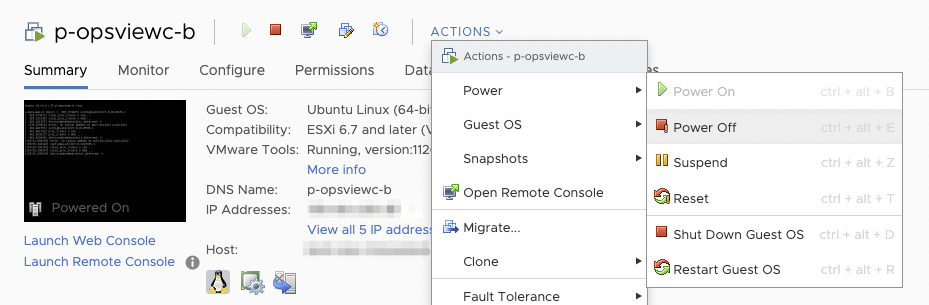 p-opsviewc-b
ACTIONS
Actions - p-opsviewc-b
Summary
Monitor
Configure
Permissions
Power
Guest OS
Snapshots
Open Remote Console
Migrate...
Clone
Fault Tolerance
Power On ctrl + alt + B
Power Off ctrl + alt + E
Suspend ctrl + alt + Z
Reset ctrl + alt + T
Shut Down Guest OS ctrl + alt + D
Restart Guest OS ctrl + alt + R
Powered On
Launch Web Console
Launch Remote Console
Guest OS: Ubuntu Linux (64-bi
Compatibility: ESXi 6.7 and later (V
VMware Tools: Running, version:1126
More info
DNS Name: p-opsviewc-b
IP Addresses:
View all 5 IP address
Host: